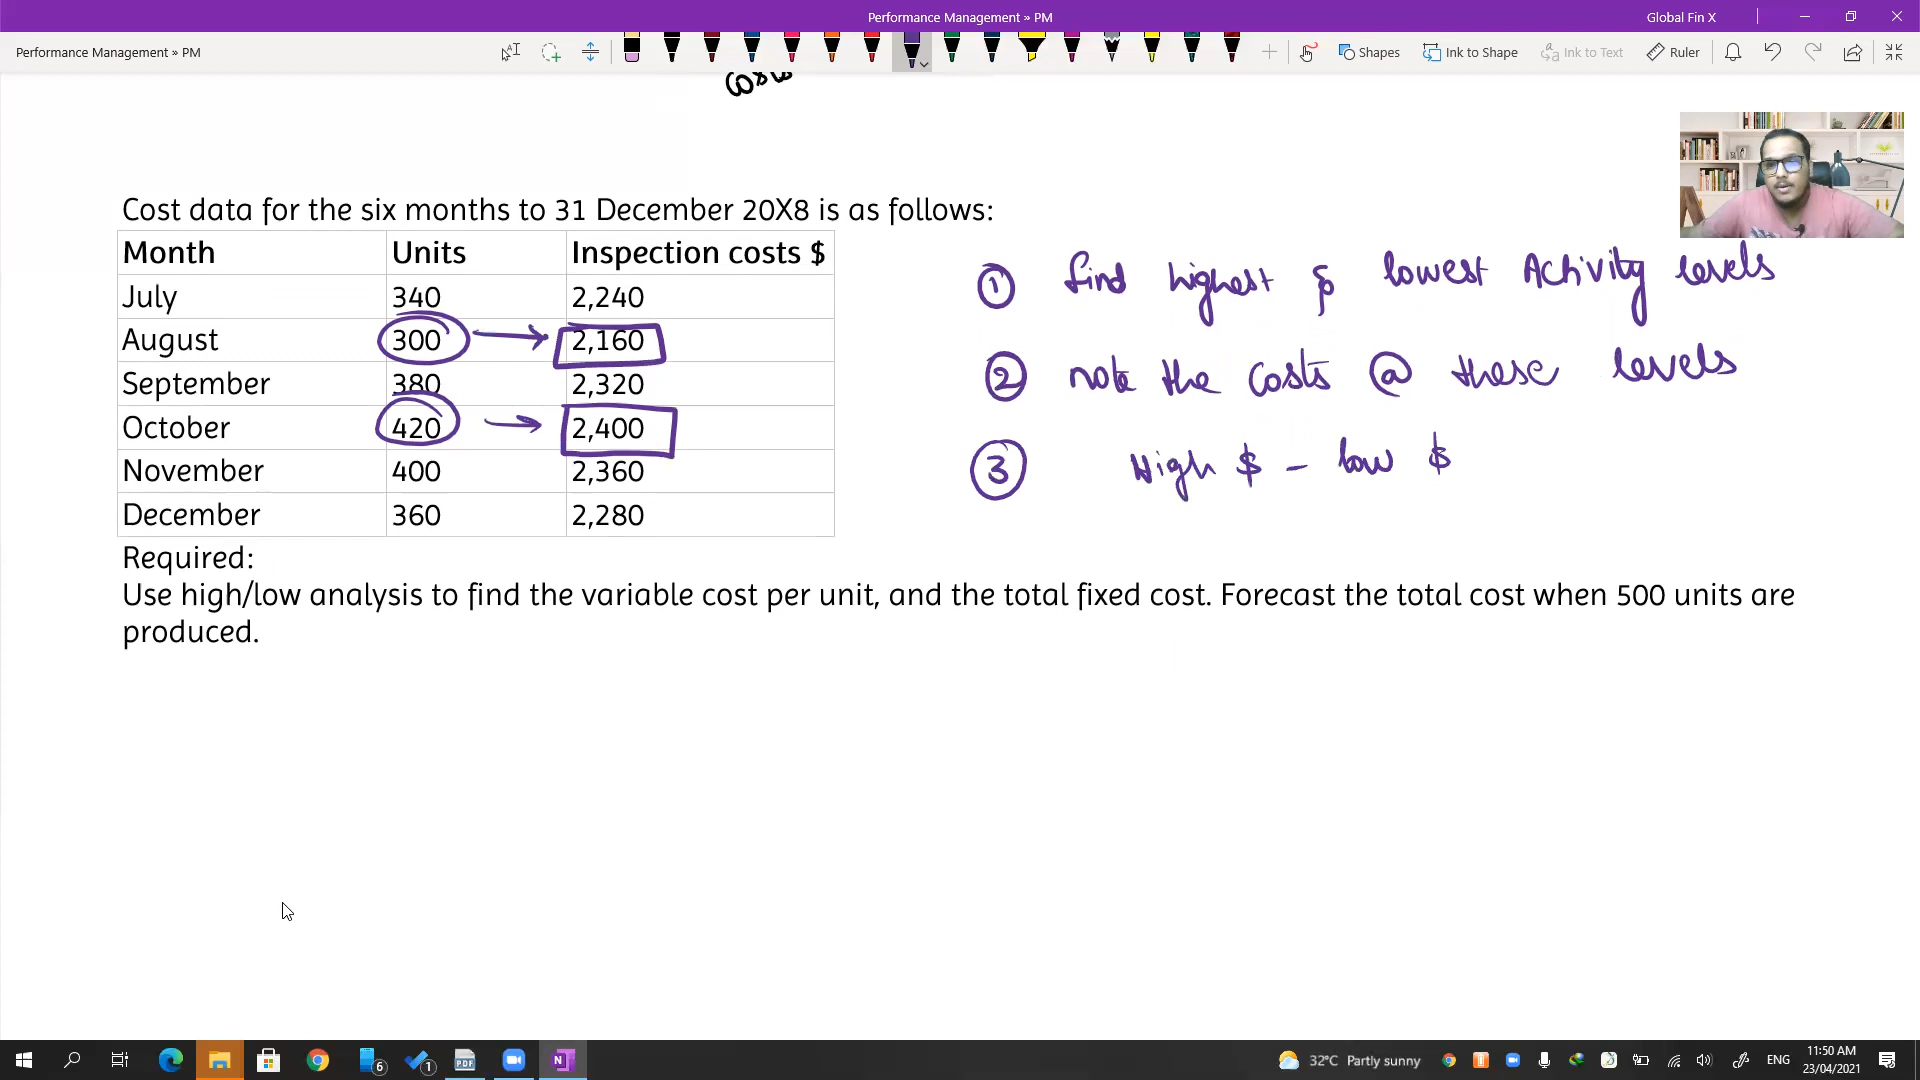 Performance Management » PM
Global Fin X
Performance Management » PM
Shapes
Ink to Shape
Ink to Text
Ruler
Cost data for the six months to 31 December 20X8 is as follows:
Month Units Inspection costs $
July 340 2,240
August 300 2,160
September 380 2,320
October 420 2,400
November 400 2,360
December 360 2,280
① find highest & lowest Activity levels
② note the costs @ these levels
③ High $ – low $
Required:
Use high/low analysis to find the variable cost per unit, and the total fixed cost. Forecast the total cost when 500 units are
produced.
6
1
PDF
N
32°C Partly sunny
ENG
11:50 AM
23/04/2021